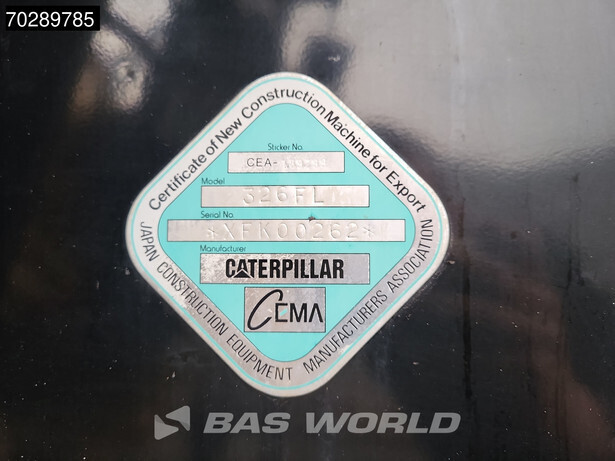 70289785
Certificate of New Construction Machine for Export
Sticker No.
CEA-
Model
326FL
Serial No.
*XFK00262*
Manufacturer
CATERPILLAR
CEMA
JAPAN CONSTRUCTION EQUIPMENT MANUFACTURERS ASSOCIATION
BAS WORLD